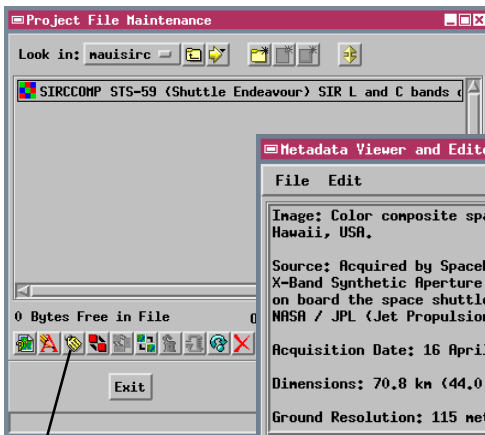 Project File Maintenance
Look in: mauisirc
SIRCCOMP STS-59 (Shuttle Endeavour) SIR L and C bands
0 Bytes Free in File
Exit
Metadata Viewer and Edito
File Edit
Image: Color composite spa
Hawaii, USA.
Source: Acquired by Spaceb
X-Band Synthetic Aperture
on board the space shuttle
NASA / JPL (Jet Propulsion
Acquisition Date: 16 April
Dimensions: 70.8 km (44.0
Ground Resolution: 115 met